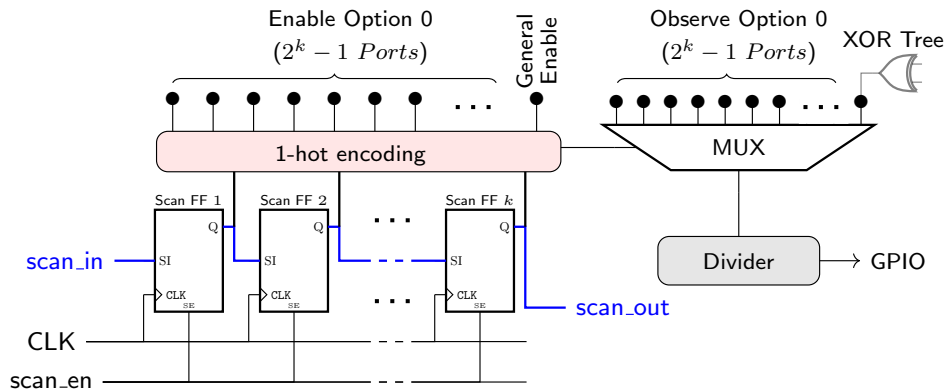 Enable Option 0
(2^k − 1 Ports)
General
Enable
Observe Option 0
(2^k − 1 Ports)
XOR Tree
1-hot encoding
MUX
Scan FF 1
Scan FF 2
Scan FF k
Q
Q
Q
scan_in
SI
SI
SI
Divider
GPIO
CLK
CLK
CLK
SE
SE
SE
scan_out
CLK
scan_en